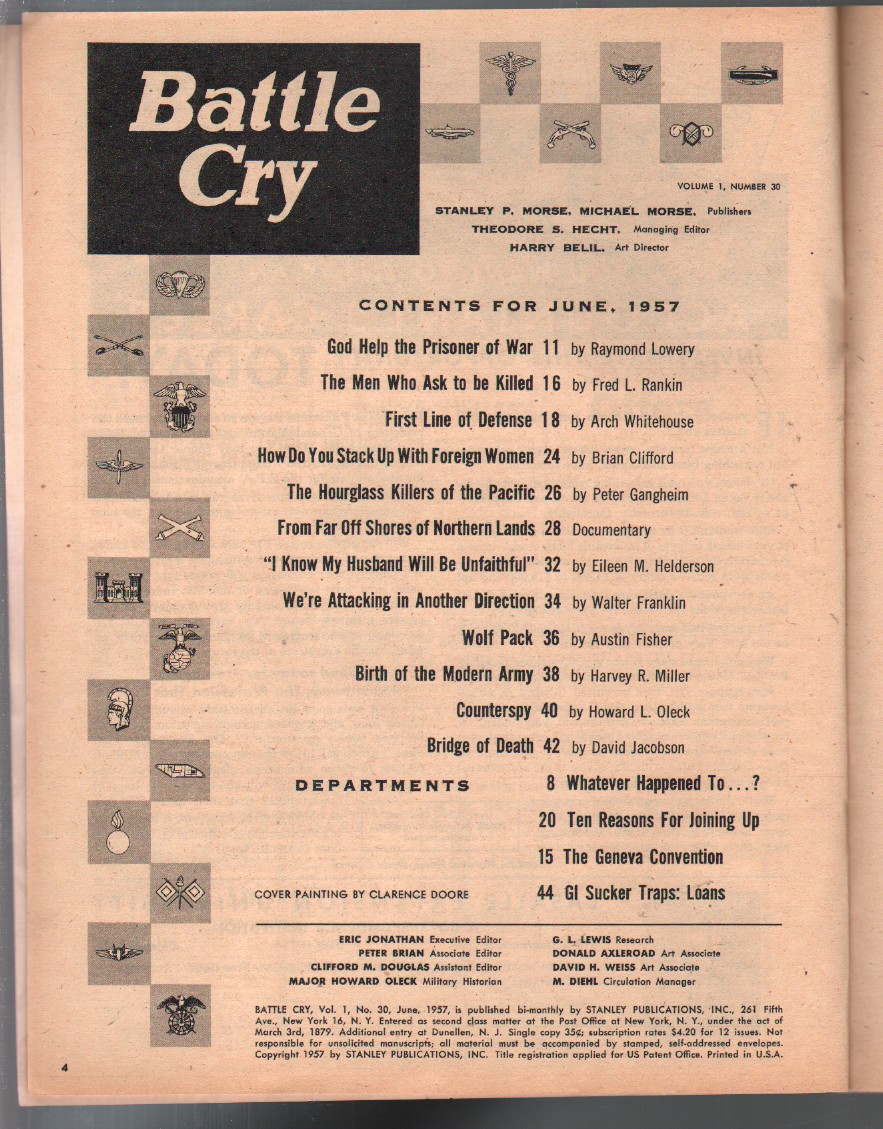 Battle
Cry
VOLUME 1, NUMBER 30
STANLEY P. MORSE, MICHAEL MORSE, Publishers
THEODORE S. HECHT, Managing Editor
HARRY BELIL, Art Director
CONTENTS FOR JUNE, 1957
God Help the Prisoner of War 11 by Raymond Lowery
The Men Who Ask to be Killed 16 by Fred L. Rankin
First Line of Defense 18 by Arch Whitehouse
How Do You Stack Up With Foreign Women 24 by Brian Clifford
The Hourglass Killers of the Pacific 26 by Peter Gangheim
From Far Off Shores of Northern Lands 28 Documentary
"I Know My Husband Will Be Unfaithful" 32 by Eileen M. Helderson
We're Attacking in Another Direction 34 by Walter Franklin
Wolf Pack 36 by Austin Fisher
Birth of the Modern Army 38 by Harvey R. Miller
Counterspy 40 by Howard L. Oleck
Bridge of Death 42 by David Jacobson
DEPARTMENTS 8 Whatever Happened To...?
20 Ten Reasons For Joining Up
15 The Geneva Convention
COVER PAINTING BY CLARENCE DOORE 44 GI Sucker Traps: Loans
ERIC JONATHAN Executive Editor
PETER BRIAN Associate Editor
CLIFFORD M. DOUGLAS Assistant Editor
MAJOR HOWARD OLECK Military Historian
G. L. LEWIS Research
DONALD AXLEROAD Art Associate
DAVID H. WEISS Art Associate
M. DIEHL Circulation Manager
BATTLE CRY, Vol. 1, No. 30, June, 1957, is published bi-monthly by STANLEY PUBLICATIONS, INC., 261 Fifth
Ave., New York 16, N. Y. Entered as second class matter at the Post Office at New York, N. Y., under the act of
March 3rd, 1879. Additional entry at Dunellen, N. J. Single copy 35¢; subscription rates $4.20 for 12 issues. Not
responsible for unsolicited manuscripts; all material must be accompanied by stamped, self-addressed envelopes.
Copyright 1957 by STANLEY PUBLICATIONS, INC. Title registration applied for US Patent Office. Printed in U.S.A.
4